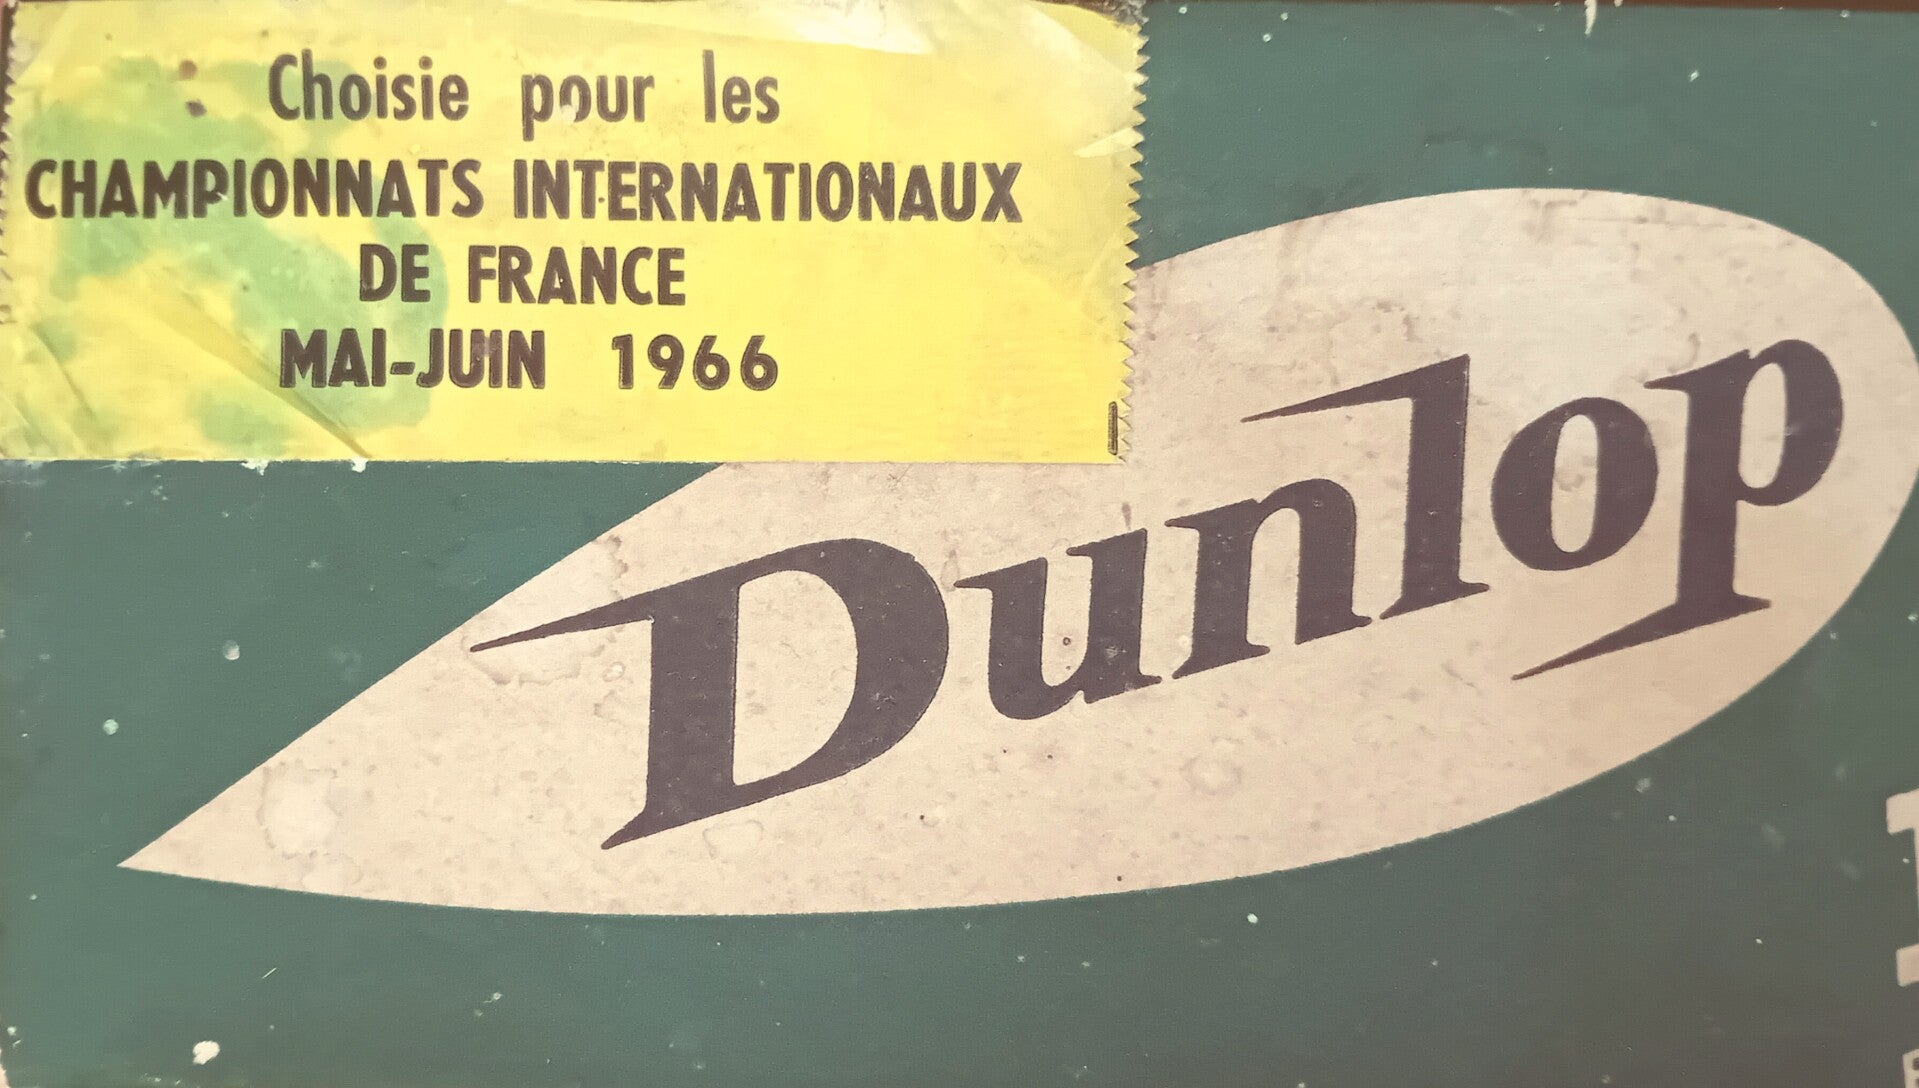 Choisie pour les
CHAMPIONNATS INTERNATIONAUX
DE FRANCE
MAI-JUIN 1966
Dunlop